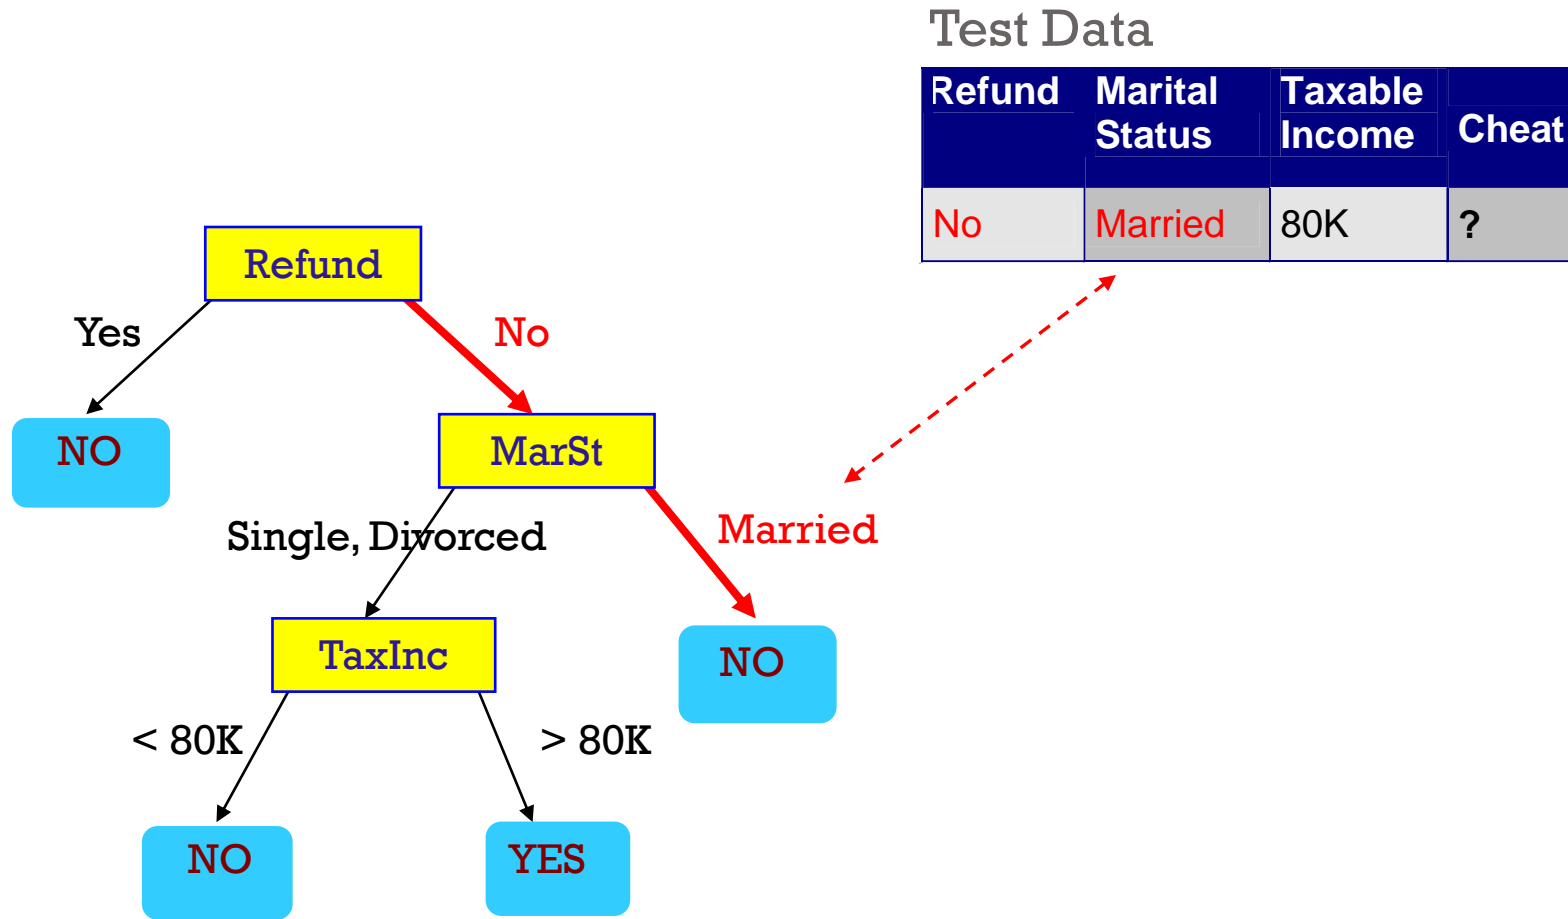 Test Data
Refund Marital Status Taxable Income Cheat
No Married 80K ?
Refund
Yes No
NO MarSt
Single, Divorced Married
TaxInc NO
< 80K > 80K
NO YES